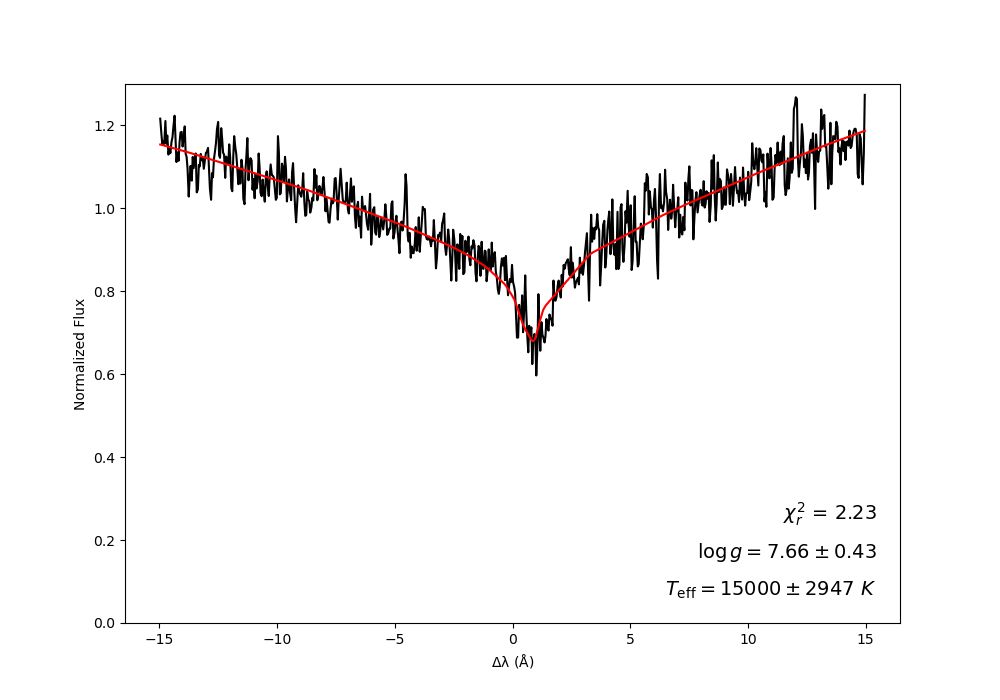 1.2
1.0
0.8
0.6
0.4
0.2
0.0
Normalized Flux
χ²ᵣ = 2.23
log g = 7.66 ± 0.43
T_eff = 15000 ± 2947 K
−15 −10 −5 0 5 10 15
Δλ (Å)